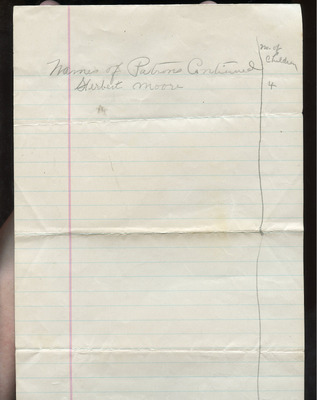 Names of Patrons Continued
No. of
Children
Herbert Moore 4